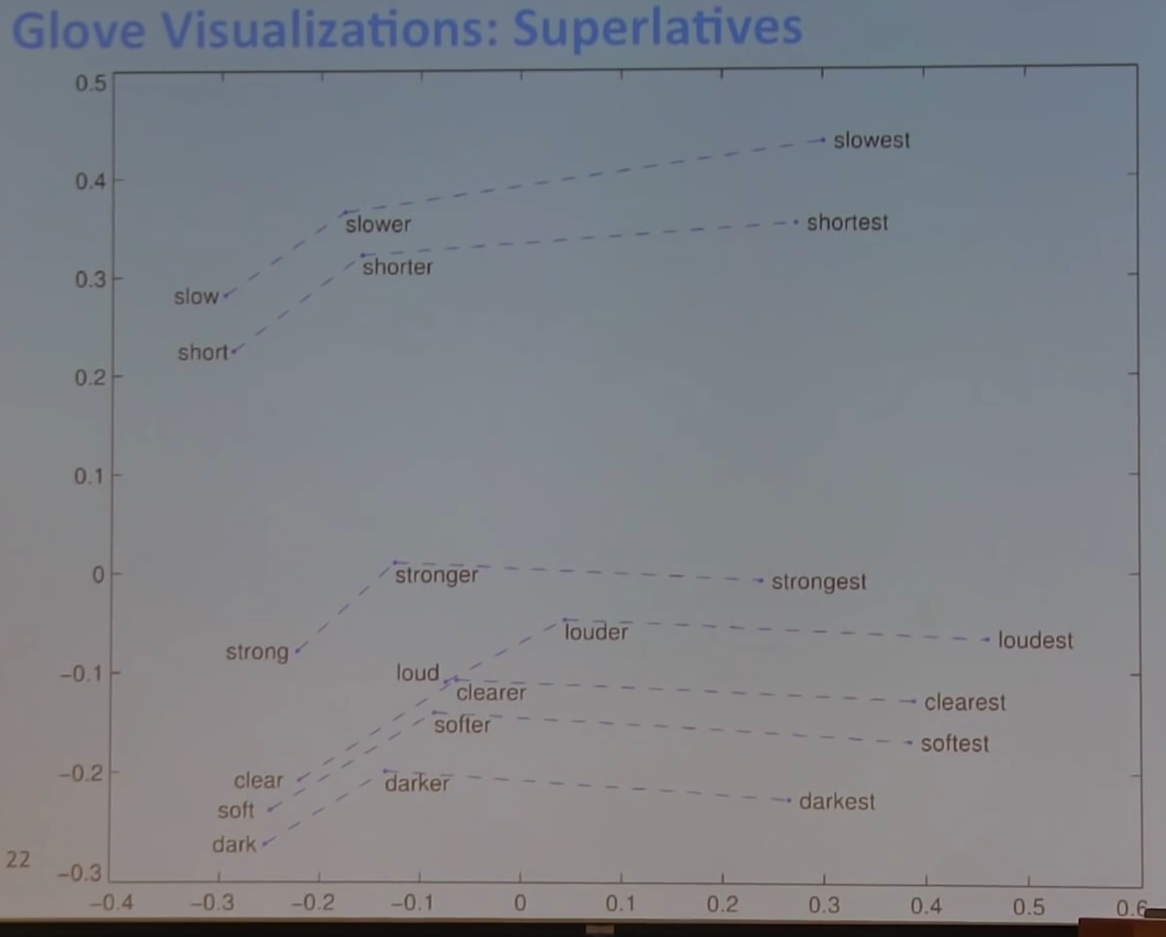 Glove Visualizations: Superlatives
0.5
slowest
0.4
slower
shortest
shorter
0.3
slow
short
0.2
0.1
0
stronger
strongest
louder
loudest
strong
−0.1
loud
clearer
clearest
softer
softest
−0.2
clear
darker
darkest
soft
dark
22
−0.3
−0.4 −0.3 −0.2 −0.1 0 0.1 0.2 0.3 0.4 0.5 0.6